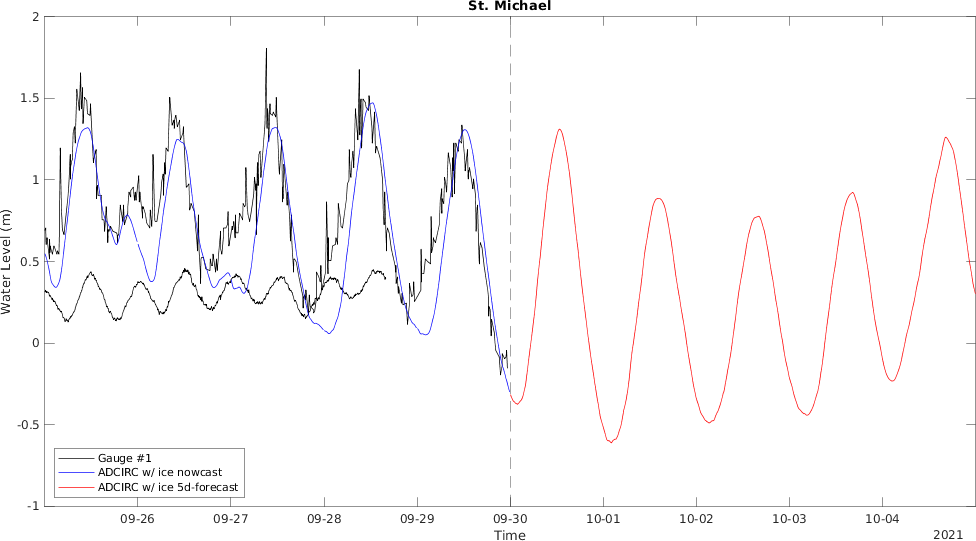 St. Michael
2
1.5
1
0.5
0
-0.5
-1
Water Level (m)
Gauge #1
ADCIRC w/ ice nowcast
ADCIRC w/ ice 5d-forecast
09-26 09-27 09-28 09-29 09-30 10-01 10-02 10-03 10-04
Time
2021